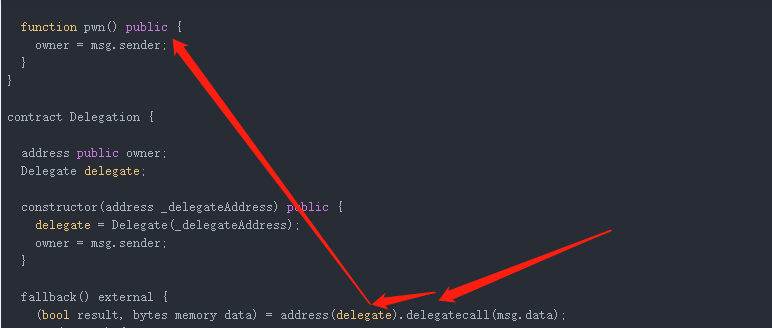 function pwn() public {
owner = msg.sender;
}
}
contract Delegation {
address public owner;
Delegate delegate;
constructor(address _delegateAddress) public {
delegate = Delegate(_delegateAddress);
owner = msg.sender;
}
fallback() external {
(bool result, bytes memory data) = address(delegate).delegatecall(msg.data);